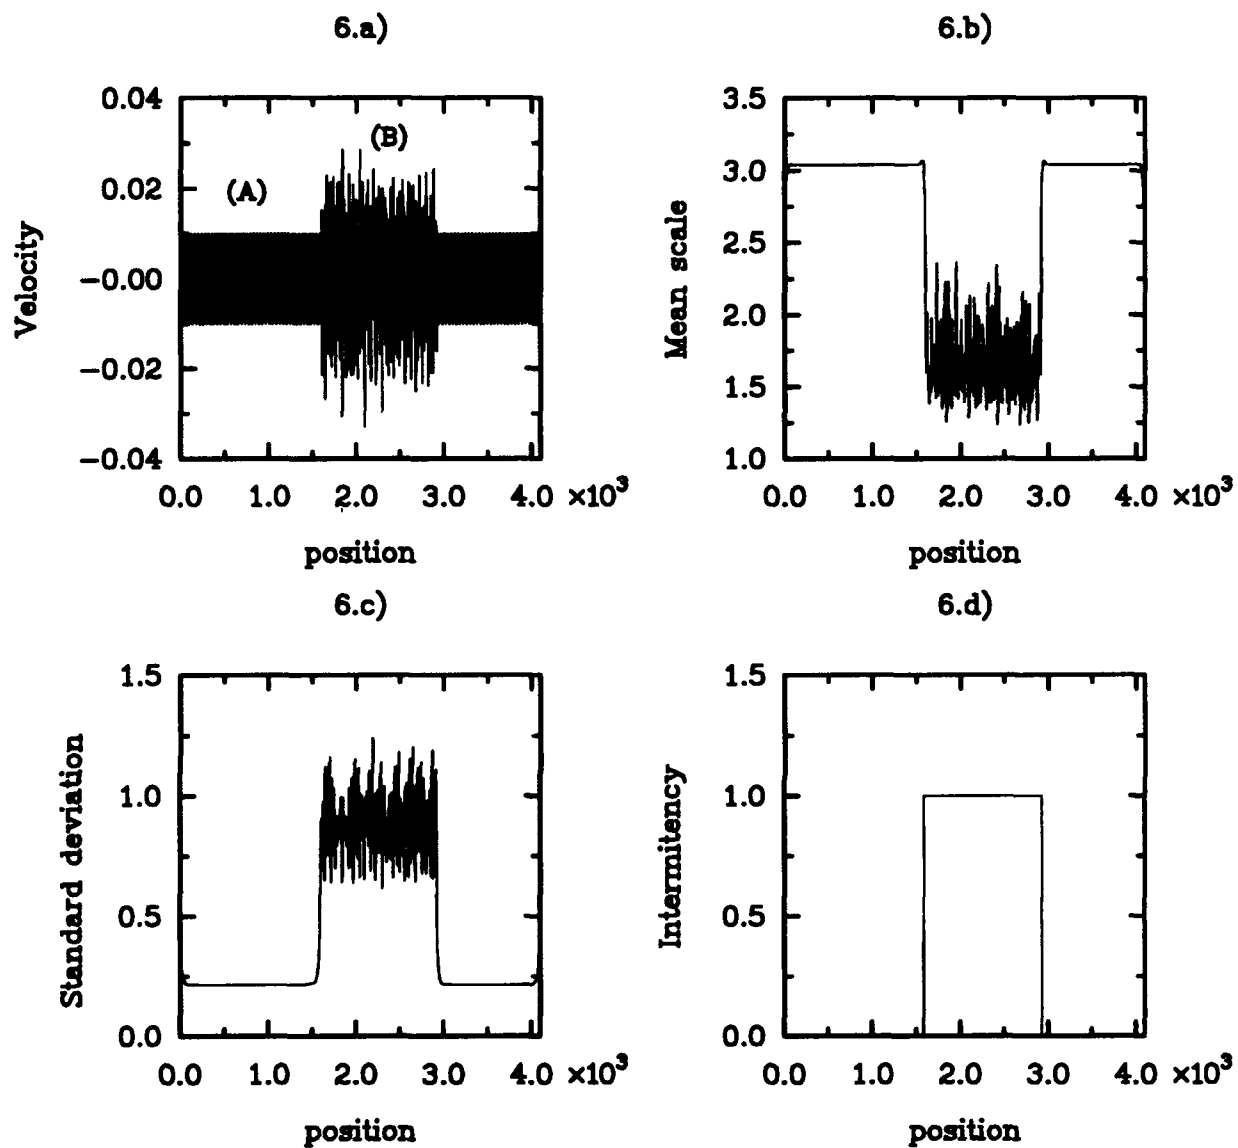 6.a)
6.b)
0.04
0.02
-0.00
-0.02
-0.04
Velocity
(A)
(B)
0.0 1.0 2.0 3.0 4.0 ×10³
position
3.5
3.0
2.5
2.0
1.5
1.0
Mean scale
0.0 1.0 2.0 3.0 4.0 ×10³
position
6.c)
6.d)
1.5
1.0
0.5
0.0
Standard deviation
0.0 1.0 2.0 3.0 4.0 ×10³
position
1.5
1.0
0.5
0.0
Intermitency
0.0 1.0 2.0 3.0 4.0 ×10³
position